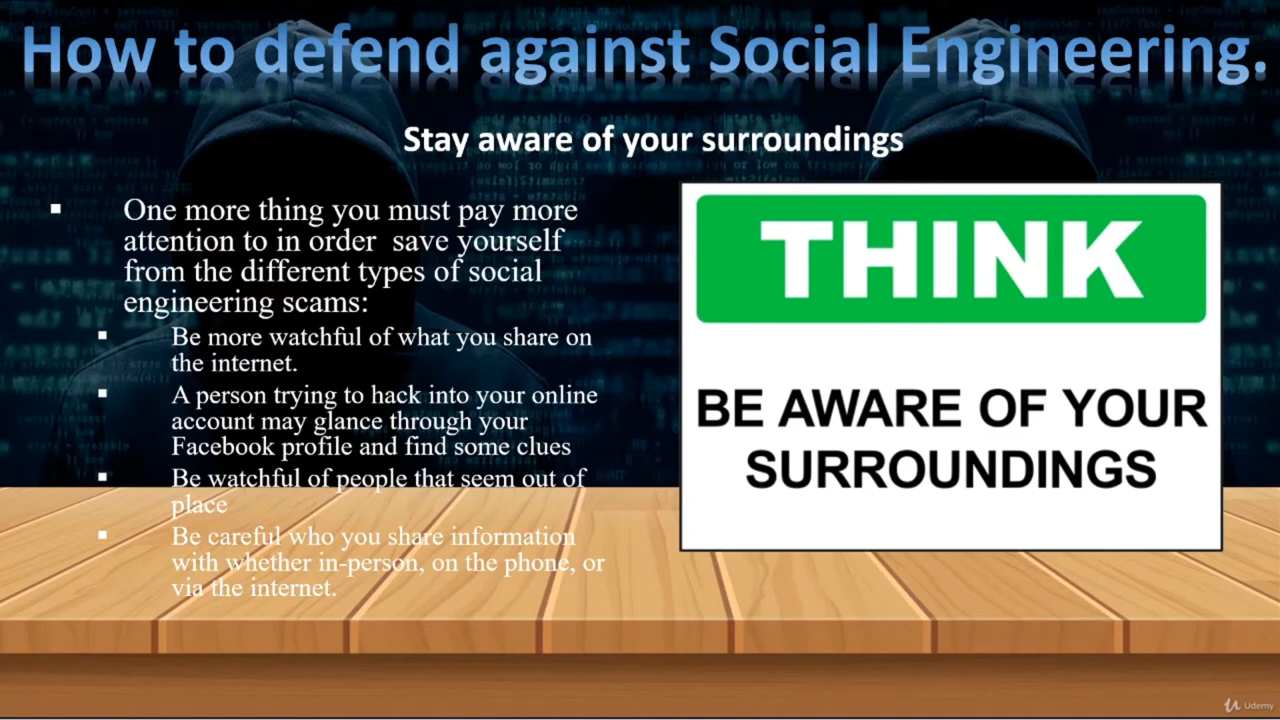 How to defend against Social Engineering.
Stay aware of your surroundings
▪ One more thing you must pay more
attention to in order  save yourself
from the different types of social
engineering scams:
▪ Be more watchful of what you share on
the internet.
▪ A person trying to hack into your online
account may glance through your
Facebook profile and find some clues
▪ Be watchful of people that seem out of
place
▪ Be careful who you share information
with whether in-person, on the phone, or
via the internet.
THINK
BE AWARE OF YOUR
SURROUNDINGS
Udemy